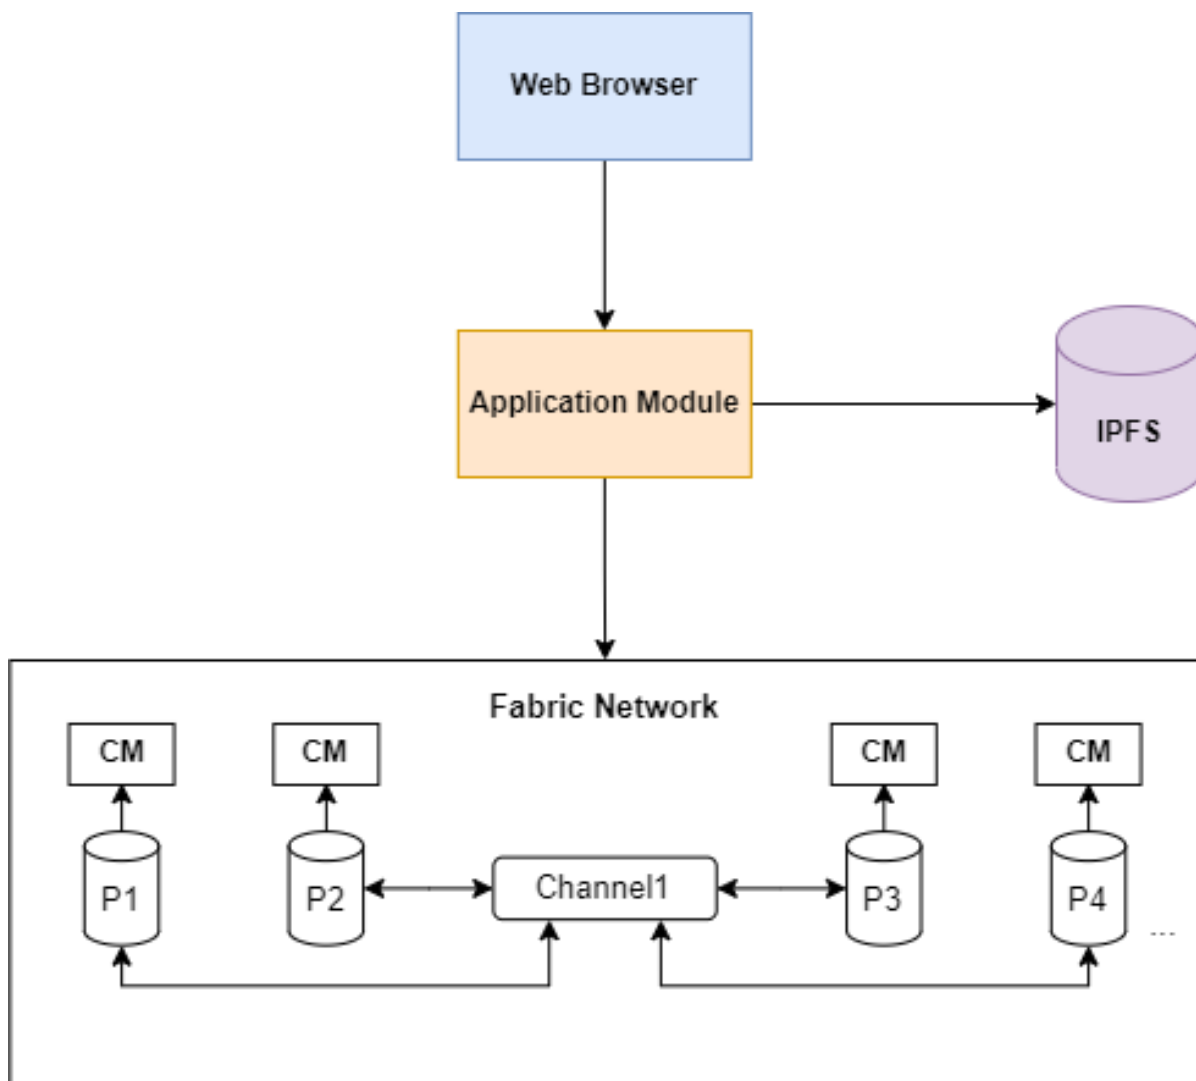 Web Browser
Application Module
IPFS
Fabric Network
CM
CM
CM
CM
P1
P2
Channel1
P3
P4
...